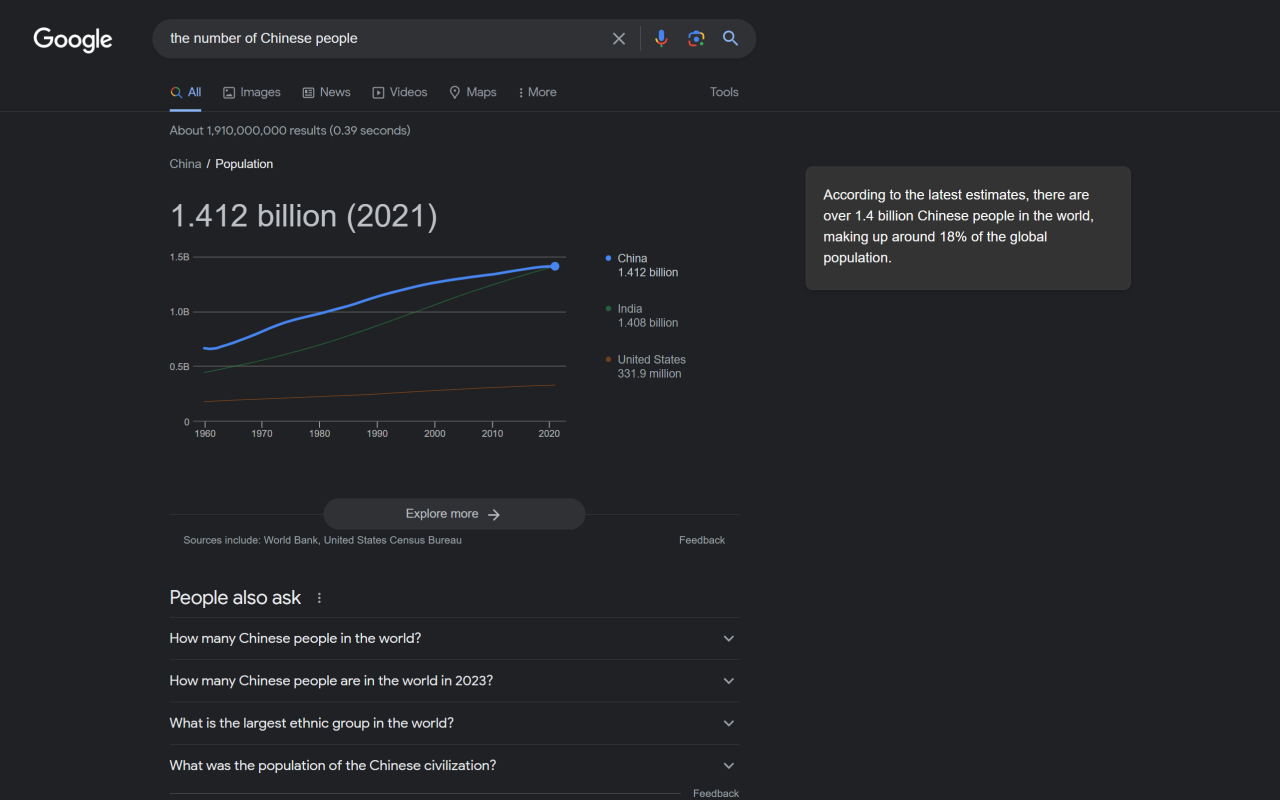 Google
the number of Chinese people
All Images News Videos Maps More Tools
About 1,910,000,000 results (0.39 seconds)
China / Population
1.412 billion (2021)
1.5B
1.0B
0.5B
0
1960 1970 1980 1990 2000 2010 2020
China
1.412 billion
India
1.408 billion
United States
331.9 million
Explore more
Sources include: World Bank, United States Census Bureau
Feedback
People also ask
How many Chinese people in the world?
How many Chinese people are in the world in 2023?
What is the largest ethnic group in the world?
What was the population of the Chinese civilization?
Feedback
According to the latest estimates, there are
over 1.4 billion Chinese people in the world,
making up around 18% of the global
population.